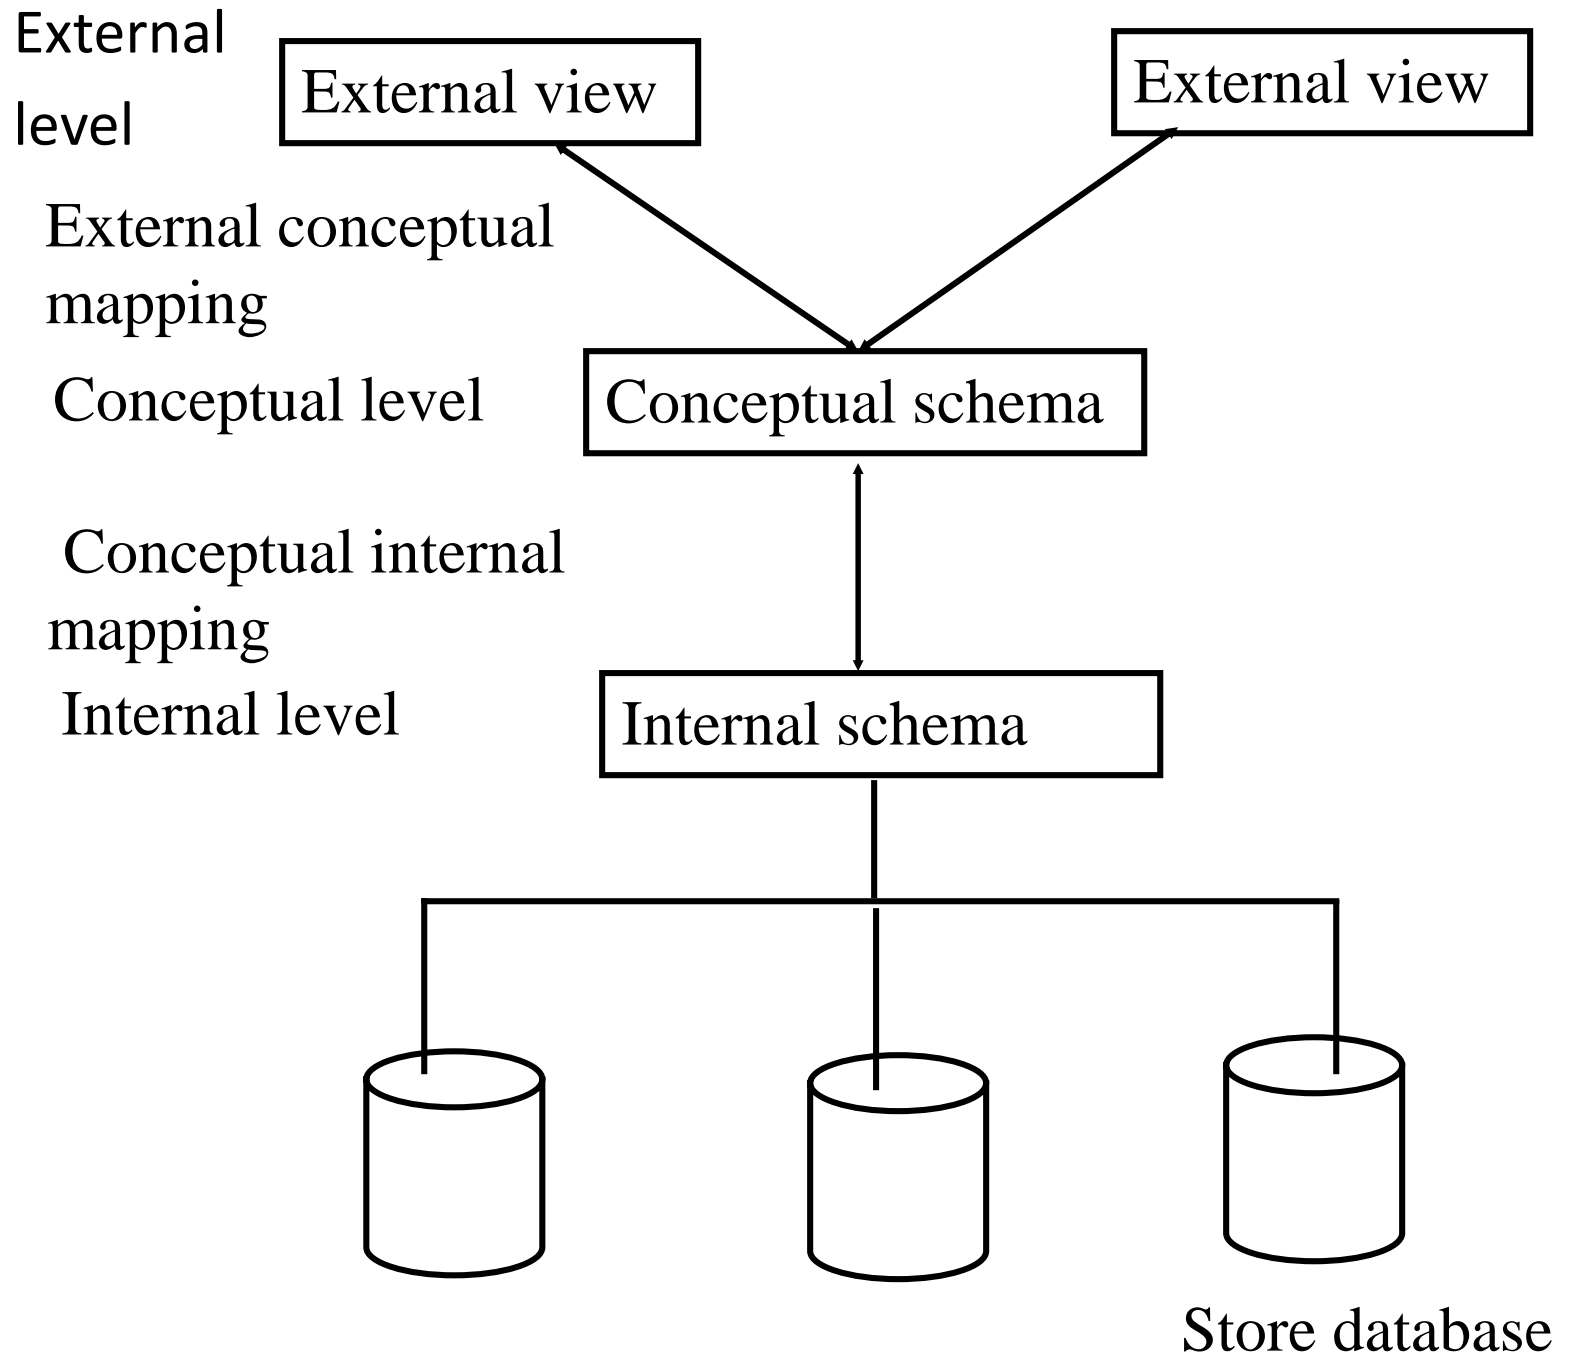 External
level
External view
External view
External conceptual
mapping
Conceptual level
Conceptual schema
Conceptual internal
mapping
Internal level
Internal schema
Store database